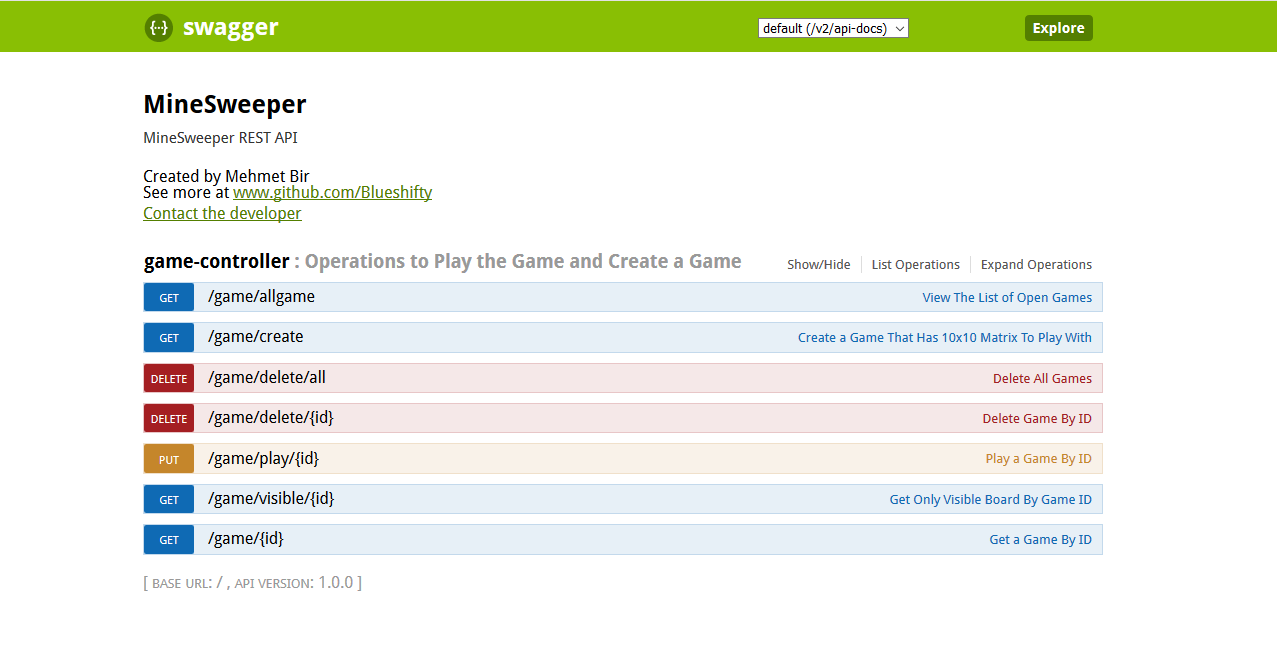 {··} swagger default (/v2/api-docs) Explore
MineSweeper
MineSweeper REST API
Created by Mehmet Bir
See more at www.github.com/Blueshifty
Contact the developer
game-controller : Operations to Play the Game and Create a Game Show/Hide List Operations Expand Operations
GET /game/allgame View The List of Open Games
GET /game/create Create a Game That Has 10x10 Matrix To Play With
DELETE /game/delete/all Delete All Games
DELETE /game/delete/{id} Delete Game By ID
PUT /game/play/{id} Play a Game By ID
GET /game/visible/{id} Get Only Visible Board By Game ID
GET /game/{id} Get a Game By ID
[ BASE URL: / , API VERSION: 1.0.0 ]